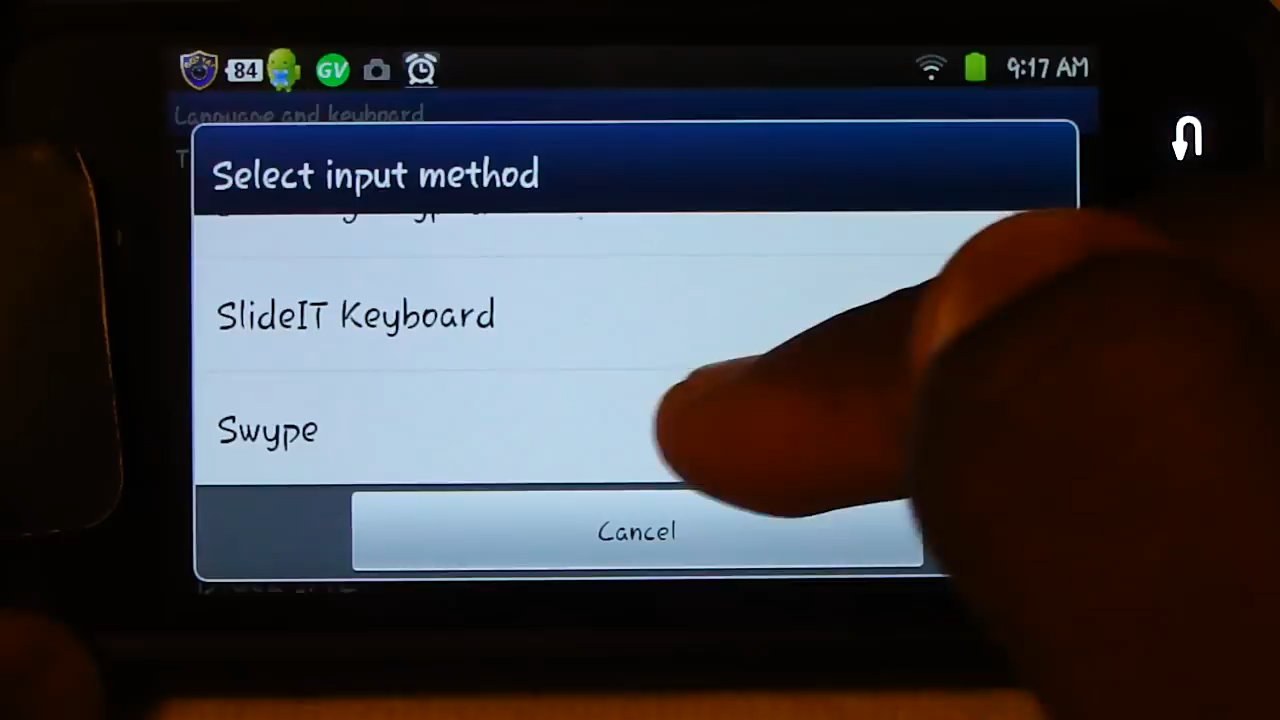 84
GV
9:17 AM
Language and keyboard
Select input method
SlideIT Keyboard
Swype
Cancel